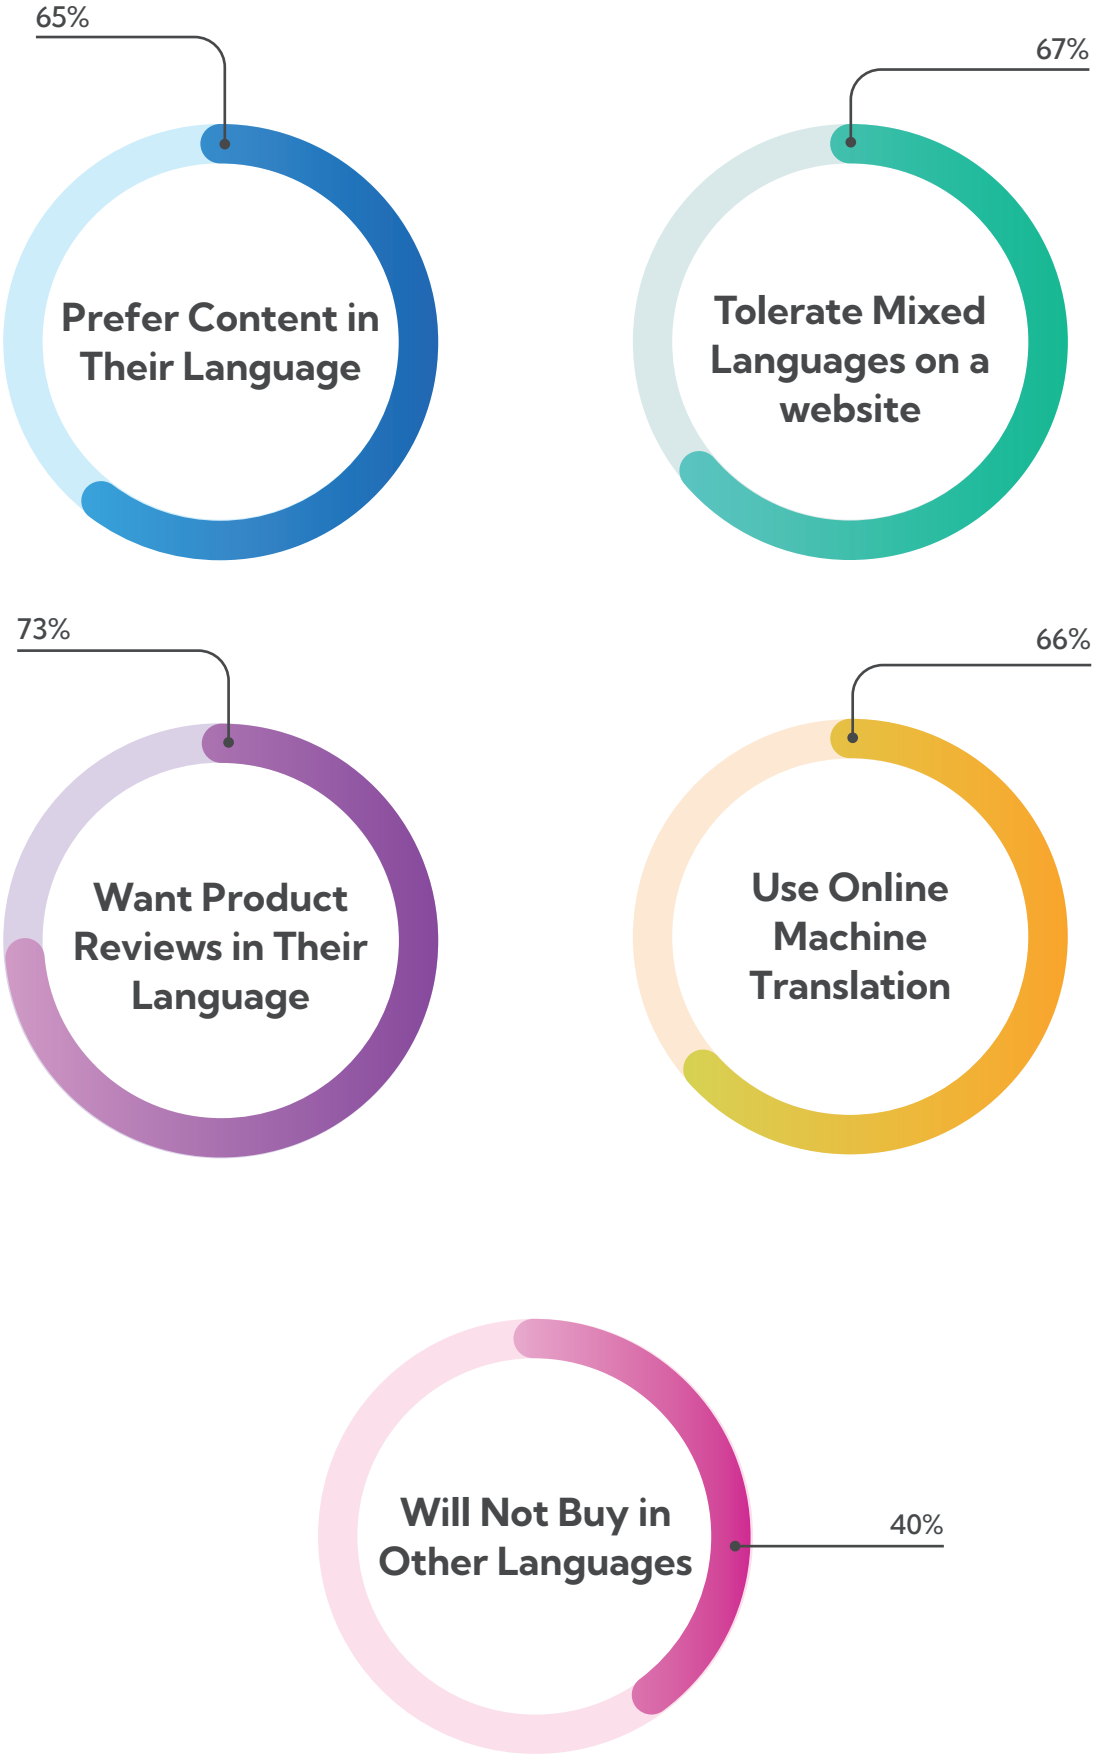 65%
Prefer Content in
Their Language
67%
Tolerate Mixed
Languages on a
website
73%
Want Product
Reviews in Their
Language
66%
Use Online
Machine
Translation
Will Not Buy in
Other Languages
40%